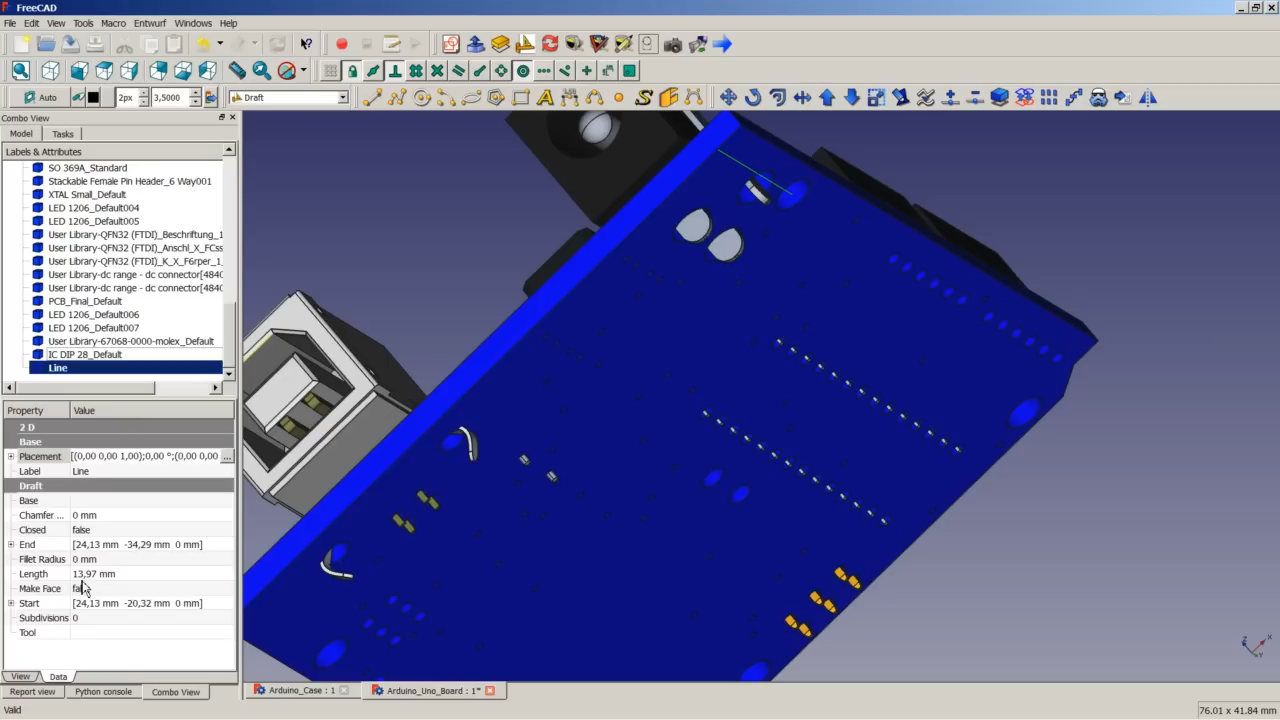 FreeCAD
File Edit View Tools Macro Entwurf Windows Help
Auto 2px 3,5000 Draft
Combo View
Model Tasks
Labels & Attributes
SO 369A_Standard
Stackable Female Pin Header_6 Way001
XTAL Small_Default
LED 1206_Default004
LED 1206_Default005
User Library-QFN32 (FTDI)_Beschriftung_1
User Library-QFN32 (FTDI)_Anschl_X_FCss
User Library-QFN32 (FTDI)_K_X_F6rper_1_
User Library-dc range - dc connector[4840
User Library-dc range - dc connector[4840
PCB_Final_Default
LED 1206_Default006
LED 1206_Default007
User Library-67068-0000-molex_Default
IC DIP 28_Default
Line
Property Value
2 D
Base
Placement [(0,00 0,00 1,00);0,00 °;(0,00 0,00 ...
Label Line
Draft
Base
Chamfer ... 0 mm
Closed false
End [24,13 mm -34,29 mm 0 mm]
Fillet Radius 0 mm
Length 13,97 mm
Make Face
Start [24,13 mm -20,32 mm 0 mm]
Subdivisions 0
Tool
View Data
Report view Python console Combo View
Arduino_Case : 1 Arduino_Uno_Board : 1*
Valid 76.01 x 41.84 mm